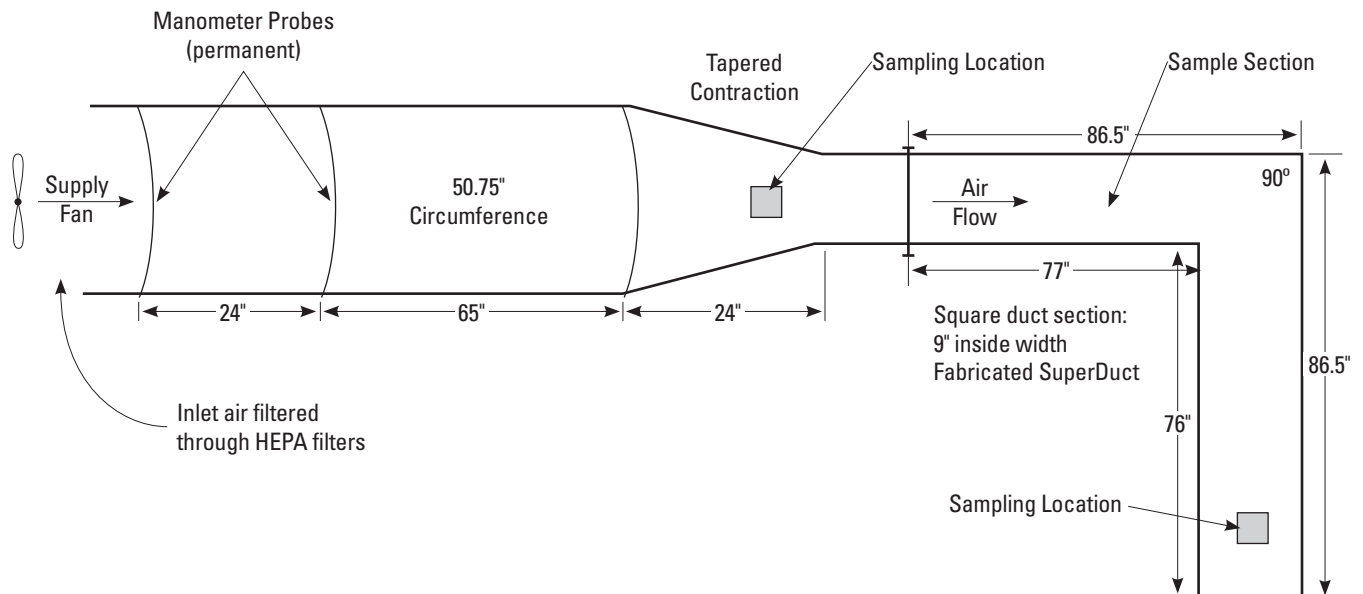 Manometer Probes
(permanent)
Tapered
Contraction
Sampling Location
Sample Section
86.5"
90º
Supply
Fan
50.75"
Circumference
Air
Flow
77"
24"
65"
24"
Square duct section:
9" inside width
Fabricated SuperDuct
86.5"
76"
Inlet air filtered
through HEPA filters
Sampling Location